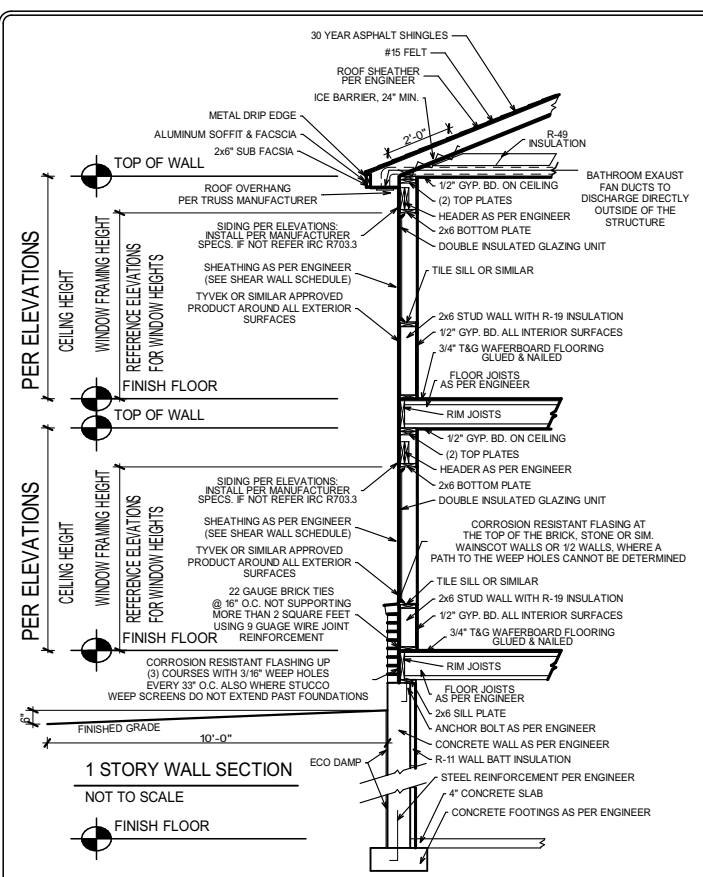 30 YEAR ASPHALT SHINGLES
#15 FELT
ROOF SHEATHER
PER ENGINEER
ICE BARRIER, 24" MIN.
2'-0"
METAL DRIP EDGE
ALUMINUM SOFFIT & FACSCIA
2x6" SUB FACSIA
R-49
INSULATION
TOP OF WALL
ROOF OVERHANG
PER TRUSS MANUFACTURER
1/2" GYP. BD. ON CEILING
(2) TOP PLATES
HEADER AS PER ENGINEER
2x6 BOTTOM PLATE
DOUBLE INSULATED GLAZING UNIT
BATHROOM EXAUST
FAN DUCTS TO
DISCHARGE DIRECTLY
OUTSIDE OF THE
STRUCTURE
SIDING PER ELEVATIONS:
INSTALL PER MANUFACTURER
SPECS. IF NOT REFER IRC R703.3
SHEATHING AS PER ENGINEER
(SEE SHEAR WALL SCHEDULE)
TYVEK OR SIMILAR APPROVED
PRODUCT AROUND ALL EXTERIOR
SURFACES
TILE SILL OR SIMILAR
2x6 STUD WALL WITH R-19 INSULATION
1/2" GYP. BD. ALL INTERIOR SURFACES
3/4" T&G WAFERBOARD FLOORING
GLUED & NAILED
FLOOR JOISTS
AS PER ENGINEER
RIM JOISTS
PER ELEVATIONS
CEILING HEIGHT
WINDOW FRAMING HEIGHT
REFERENCE ELEVATIONS
FOR WINDOW HEIGHTS
FINISH FLOOR
TOP OF WALL
1/2" GYP. BD. ON CEILING
(2) TOP PLATES
HEADER AS PER ENGINEER
2x6 BOTTOM PLATE
DOUBLE INSULATED GLAZING UNIT
SIDING PER ELEVATIONS:
INSTALL PER MANUFACTURER
SPECS. IF NOT REFER IRC R703.3
SHEATHING AS PER ENGINEER
(SEE SHEAR WALL SCHEDULE)
TYVEK OR SIMILAR APPROVED
PRODUCT AROUND ALL EXTERIOR
SURFACES
CORROSION RESISTANT FLASING AT
THE TOP OF THE BRICK, STONE OR SIM.
WAINSCOT WALLS OR 1/2 WALLS, WHERE A
PATH TO THE WEEP HOLES CANNOT BE DETERMINED
22 GAUGE BRICK TIES
@ 16" O.C. NOT SUPPORTING
MORE THAN 2 SQUARE FEET
USING 9 GUAGE WIRE JOINT
REINFORCEMENT
TILE SILL OR SIMILAR
2x6 STUD WALL WITH R-19 INSULATION
1/2" GYP. BD. ALL INTERIOR SURFACES
3/4" T&G WAFERBOARD FLOORING
GLUED & NAILED
PER ELEVATIONS
CEILING HEIGHT
WINDOW FRAMING HEIGHT
REFERENCE ELEVATIONS
FOR WINDOW HEIGHTS
FINISH FLOOR
CORROSION RESISTANT FLASHING UP
(3) COURSES WITH 3/16" WEEP HOLES
EVERY 33" O.C. ALSO WHERE STUCCO
WEEP SCREENS DO NOT EXTEND PAST FOUNDATIONS
RIM JOISTS
FLOOR JOISTS
AS PER ENGINEER
2x6 SILL PLATE
ANCHOR BOLT AS PER ENGINEER
CONCRETE WALL AS PER ENGINEER
R-11 WALL BATT INSULATION
STEEL REINFORCEMENT PER ENGINEER
4" CONCRETE SLAB
CONCRETE FOOTINGS AS PER ENGINEER
6"
FINISHED GRADE
10'-0"
ECO DAMP
1 STORY WALL SECTION
NOT TO SCALE
FINISH FLOOR